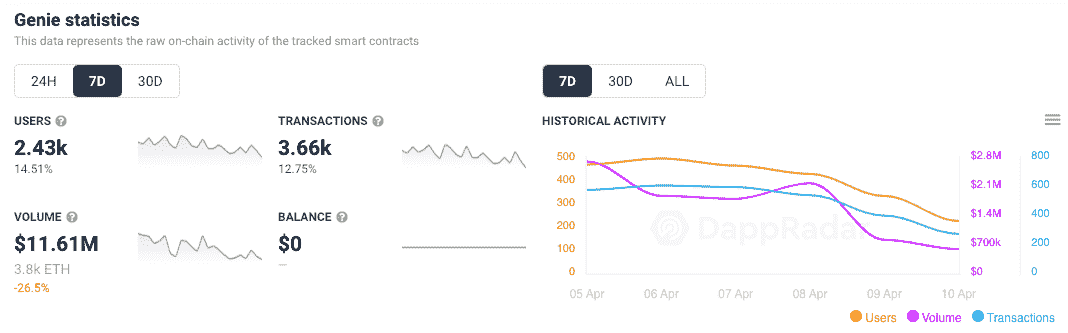 Genie statistics
This data represents the raw on-chain activity of the tracked smart contracts
24H 7D 30D
7D 30D ALL
USERS ?
2.43k
14.51%
TRANSACTIONS ?
3.66k
12.75%
VOLUME ?
$11.61M
3.8k ETH
-26.5%
BALANCE ?
$0
—
HISTORICAL ACTIVITY
500
400
300
200
100
0
$2.8M
$2.1M
$1.4M
$700k
$0
800
600
400
200
0
DappRadar
05 Apr 06 Apr 07 Apr 08 Apr 09 Apr 10 Apr
Users Volume Transactions